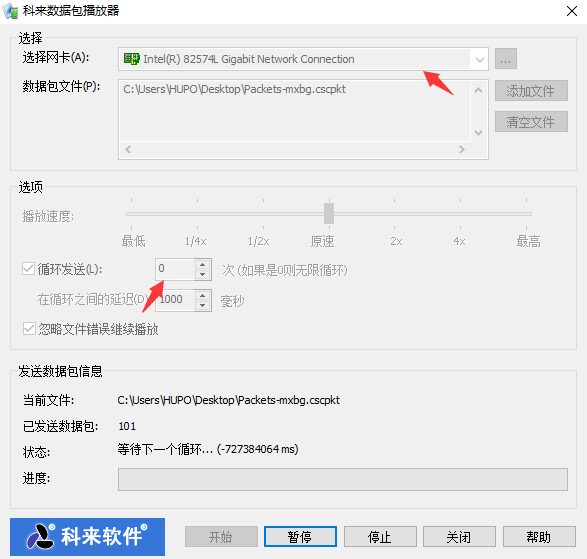 科来数据包播放器
选择
选择网卡(A):
Intel(R) 82574L Gigabit Network Connection
...
数据包文件(P):
C:\Users\HUPO\Desktop\Packets-mxbg.cscpkt
添加文件
清空文件
选项
播放速度:
最低 1/4x 1/2x 原速 2x 4x 最高
循环发送(L): 0 次 (如果是0则无限循环)
在循环之间的延迟(D) 1000 毫秒
忽略文件错误继续播放
发送数据包信息
当前文件: C:\Users\HUPO\Desktop\Packets-mxbg.cscpkt
已发送数据包: 101
状态: 等待下一个循环... (-727384064 ms)
进度:
科来软件®
开始 暂停 停止 关闭 帮助